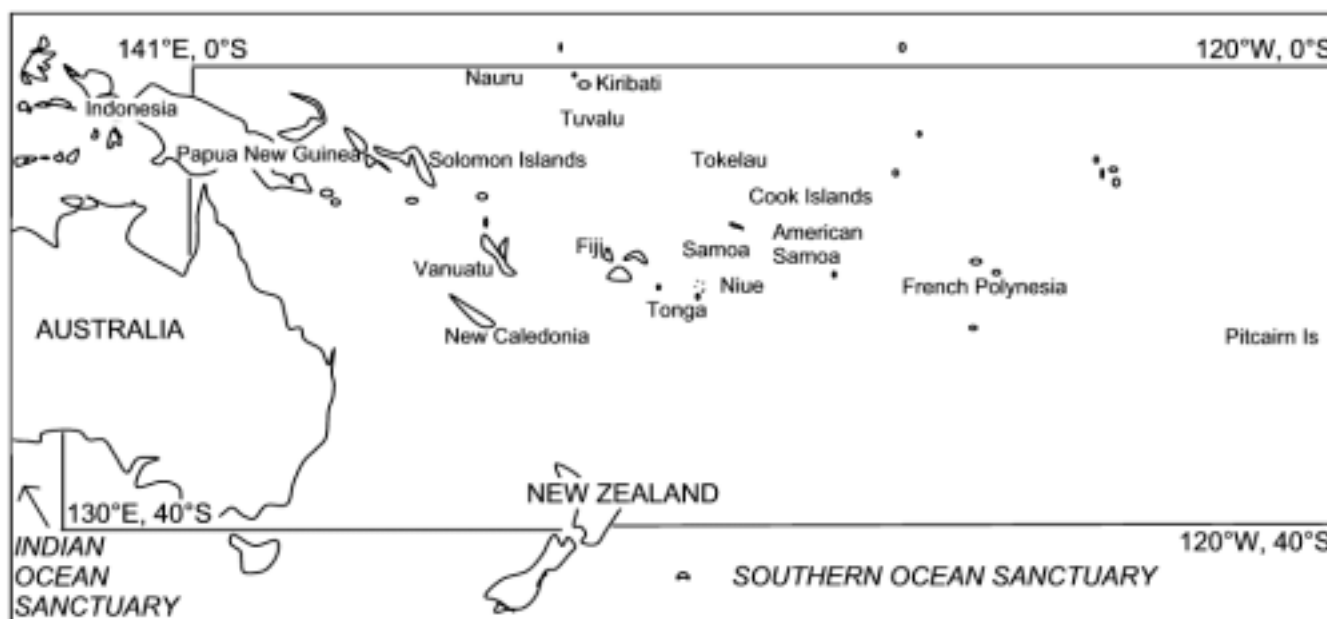 141°E, 0°S
120°W, 0°S
Nauru
Kiribati
Indonesia
Tuvalu
Papua New Guinea
Solomon Islands
Tokelau
Cook Islands
American
Samoa
Fiji
Samoa
Vanuatu
Niue
French Polynesia
Tonga
AUSTRALIA
New Caledonia
Pitcairn Is
NEW ZEALAND
130°E, 40°S
120°W, 40°S
INDIAN
OCEAN
SANCTUARY
SOUTHERN OCEAN SANCTUARY